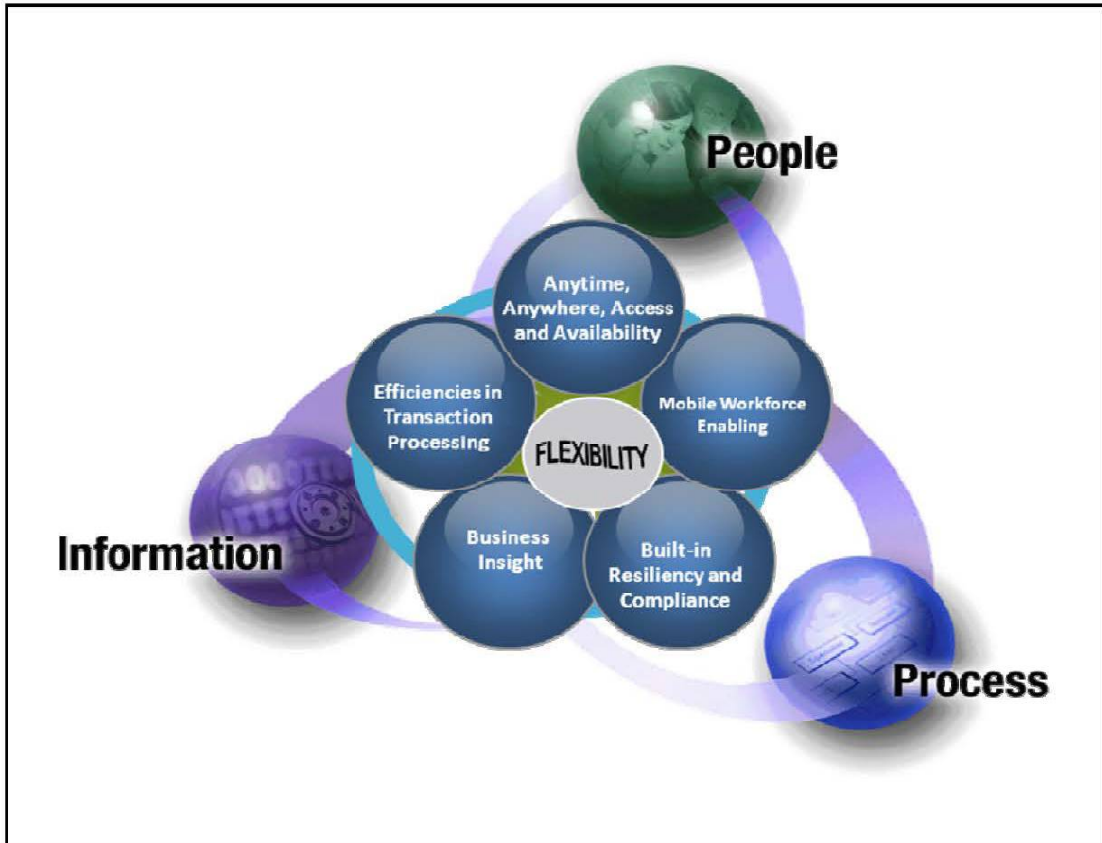 People
Anytime,
Anywhere, Access
and Availability
Efficiencies in
Transaction
Processing
Mobile Workforce
Enabling
FLEXIBILITY
Information
Business
Insight
Built-in
Resiliency and
Compliance
Process